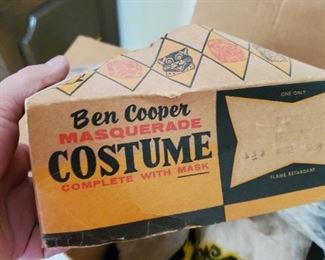 Ben Cooper
MASQUERADE
COSTUME
COMPLETE WITH MASK
ONE ONLY
FLAME RETARDANT